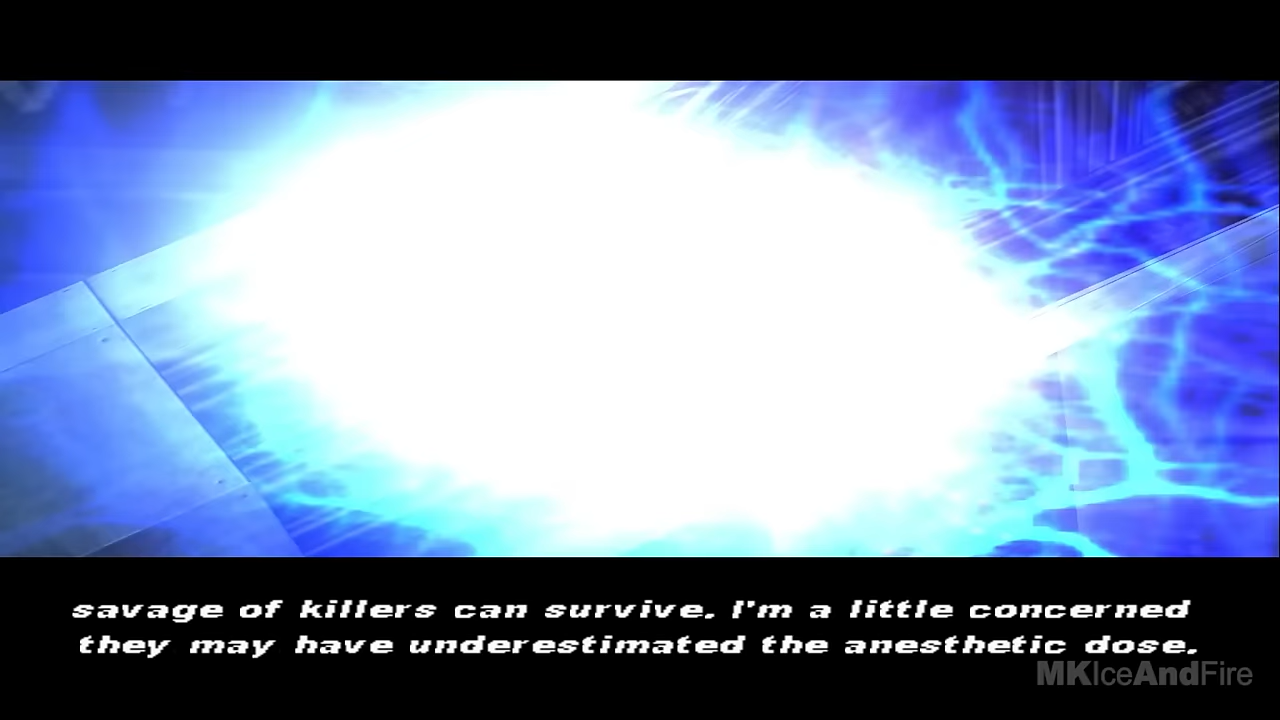 savage of killers can survive. I'm a little concerned
they may have underestimated the anesthetic dose.
MKIceAndFire